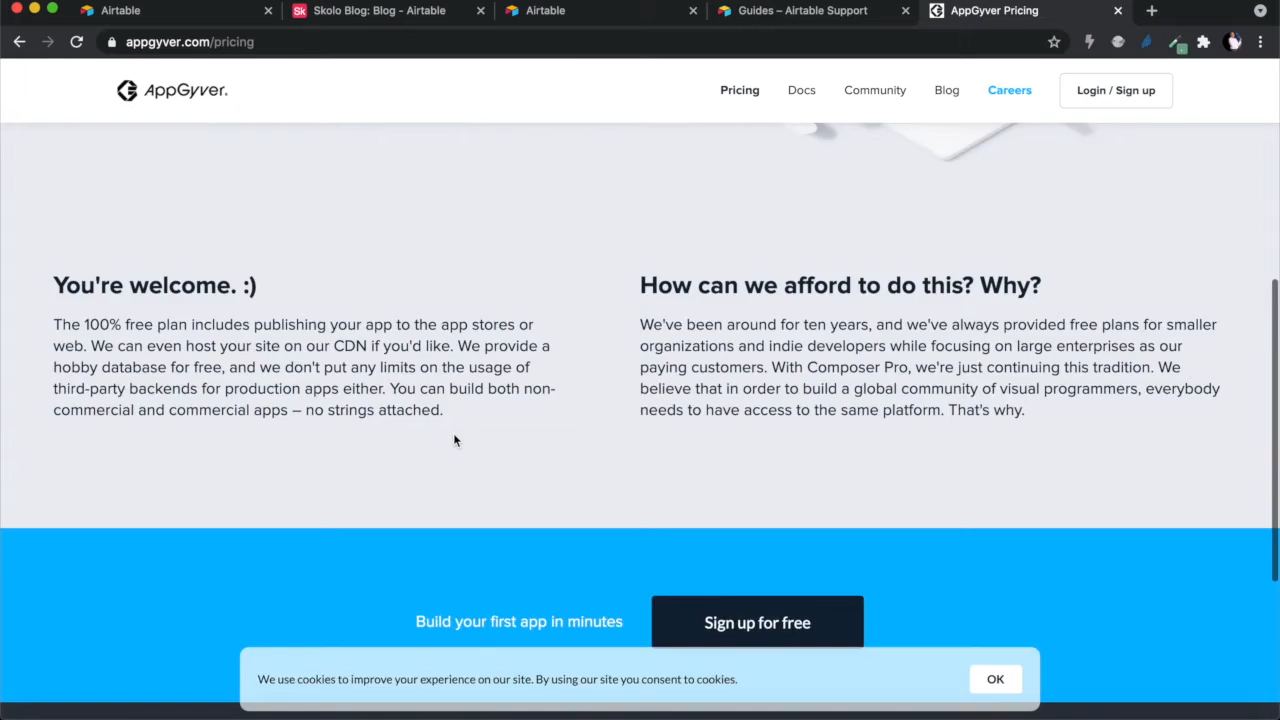 Airtable
Sk
Skolo Blog: Blog - Airtable
Airtable
Guides – Airtable Support
AppGyver Pricing
appgyver.com/pricing
AppGyver.
Pricing
Docs
Community
Blog
Careers
Login / Sign up
You're welcome. :)
The 100% free plan includes publishing your app to the app stores or
web. We can even host your site on our CDN if you'd like. We provide a
hobby database for free, and we don't put any limits on the usage of
third-party backends for production apps either. You can build both non-
commercial and commercial apps – no strings attached.
How can we afford to do this? Why?
We've been around for ten years, and we've always provided free plans for smaller
organizations and indie developers while focusing on large enterprises as our
paying customers. With Composer Pro, we're just continuing this tradition. We
believe that in order to build a global community of visual programmers, everybody
needs to have access to the same platform. That's why.
Build your first app in minutes
Sign up for free
We use cookies to improve your experience on our site. By using our site you consent to cookies.
OK